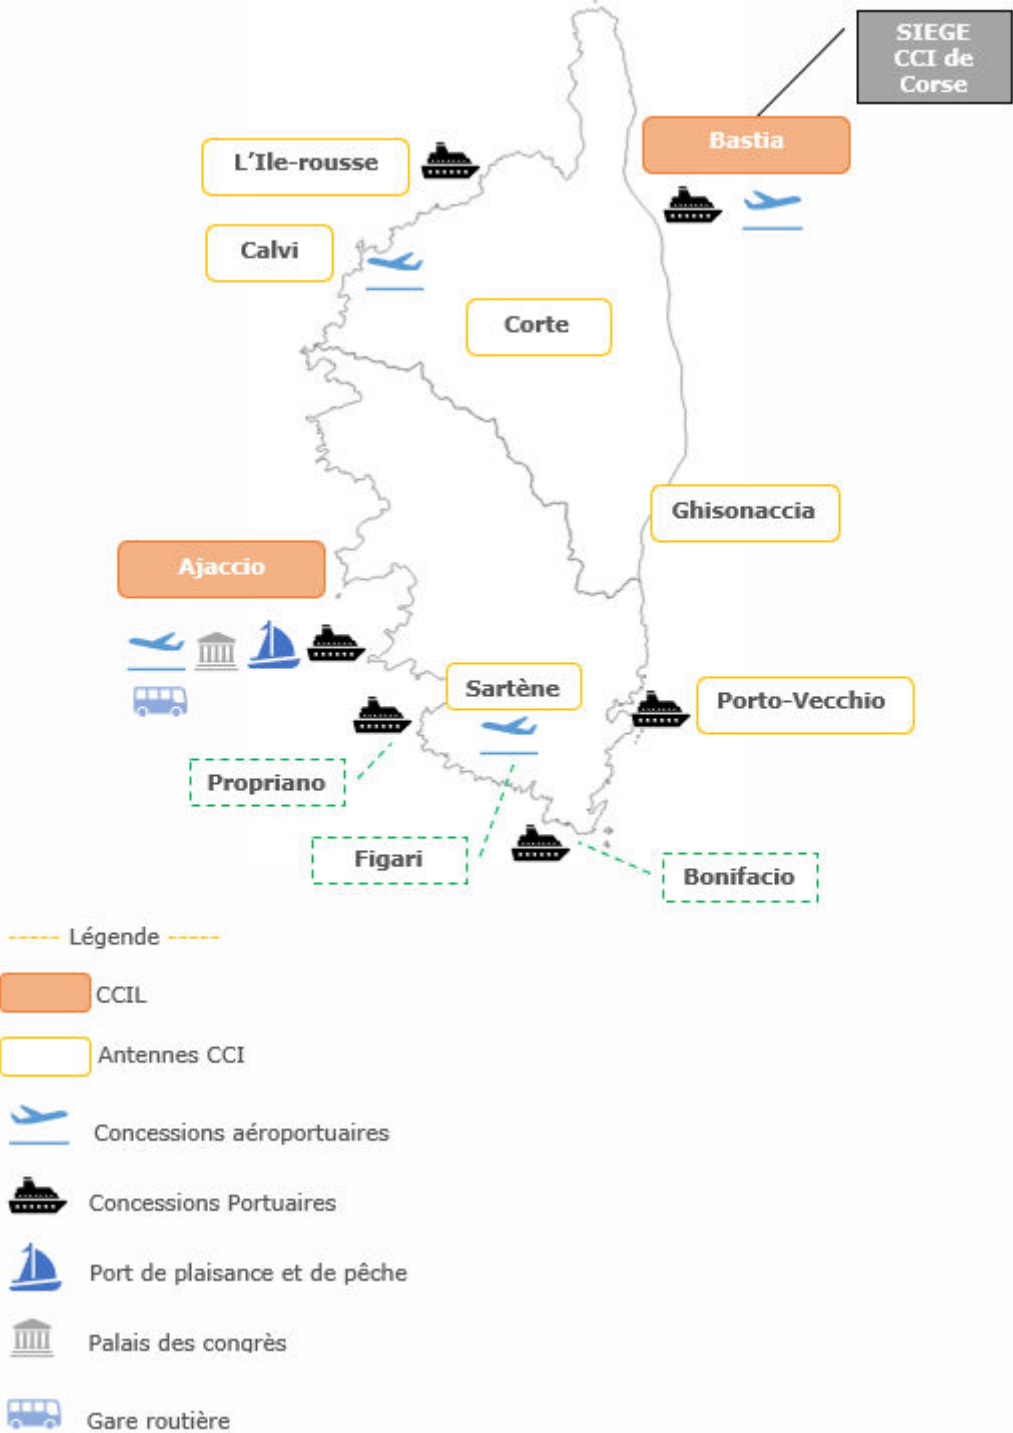 SIEGE
CCI de
Corse
Bastia
L'Ile-rousse
Calvi
Corte
Ghisonaccia
Ajaccio
Sartène
Porto-Vecchio
Propriano
Figari
Bonifacio
Légende
CCIL
Antennes CCI
Concessions aéroportuaires
Concessions Portuaires
Port de plaisance et de pêche
Palais des congrès
Gare routière